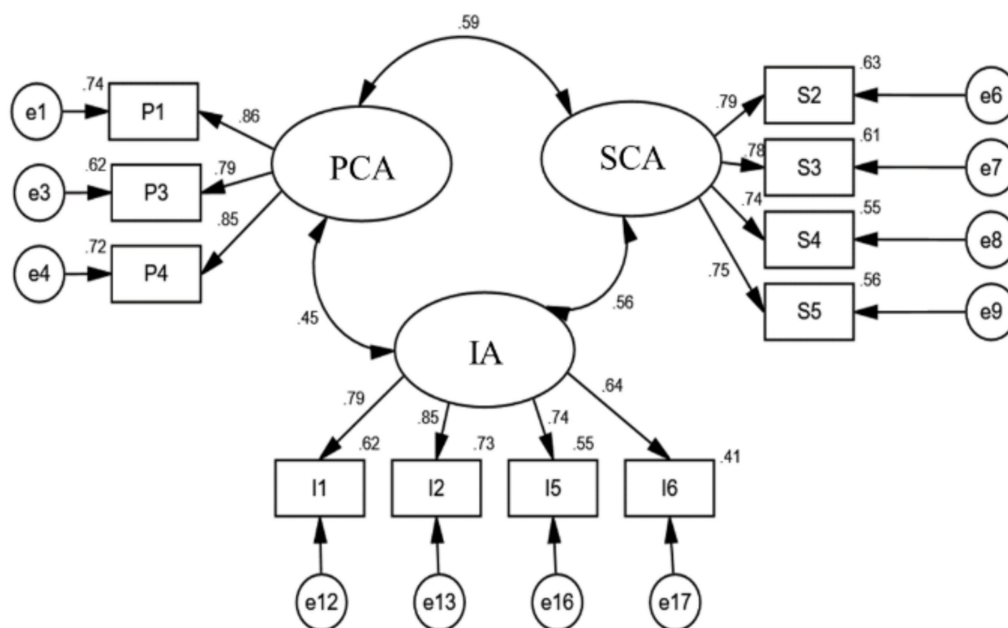 .59
.74
e1
P1
.86
.62
e3
P3
.79
.72
e4
P4
.85
PCA
SCA
.63
.79
S2
e6
.61
.78
S3
e7
.55
.74
S4
e8
.56
.75
S5
e9
.45
.56
IA
.79
.85
.74
.64
.62
.73
.55
.41
I1
I2
I5
I6
e12
e13
e16
e17